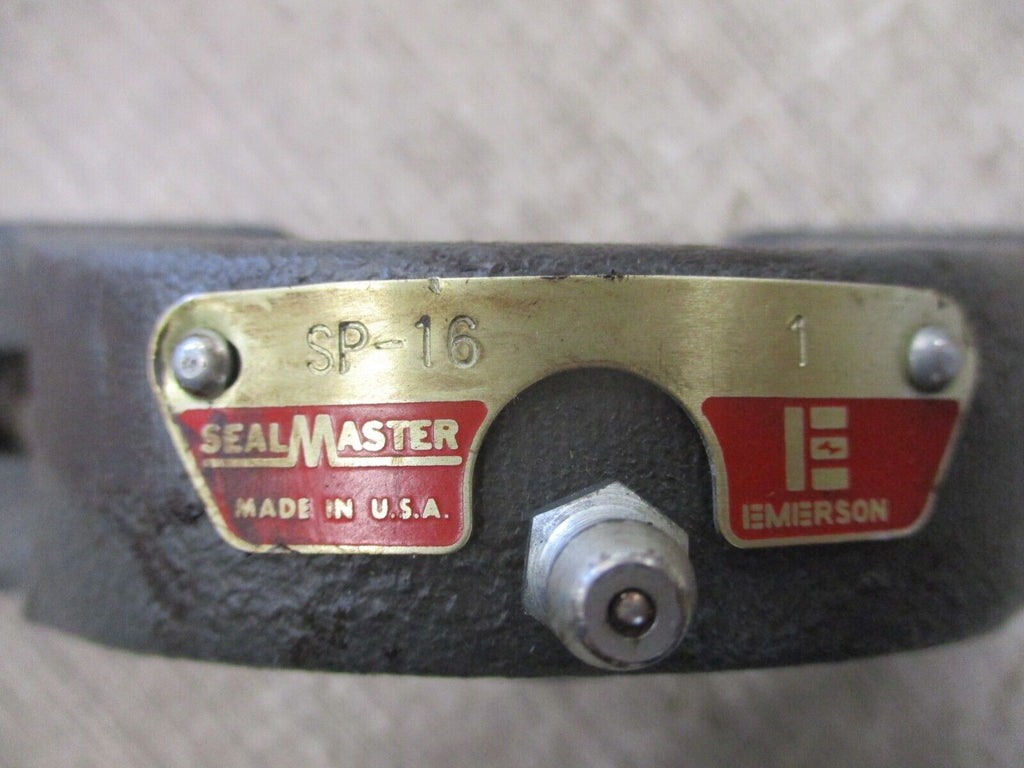 SP-16 1
SEALMASTER
MADE IN U.S.A.
E
EMERSON